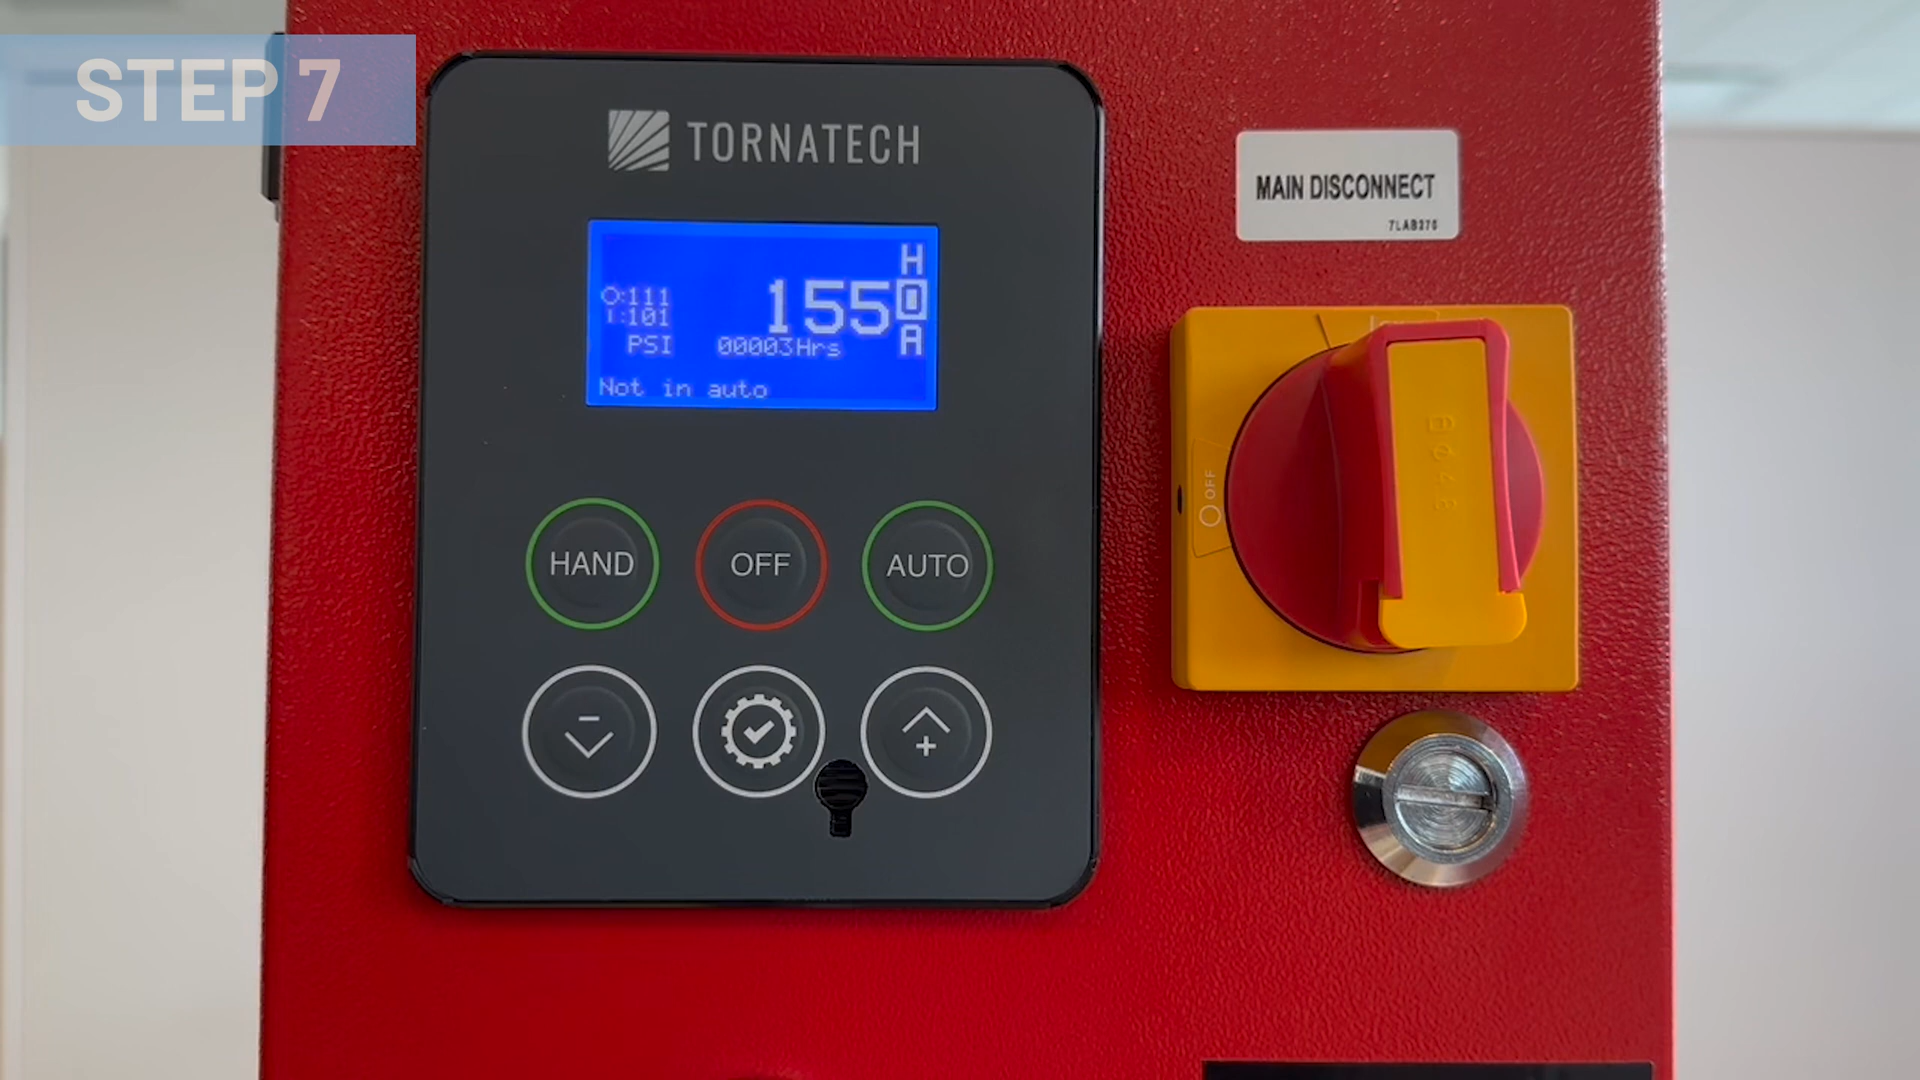 STEP 7
TORNATECH
MAIN DISCONNECT
7LAB370
H
O:111
155
O
I:101
PSI
00003Hrs
A
Not in auto
OFF
HAND
OFF
AUTO